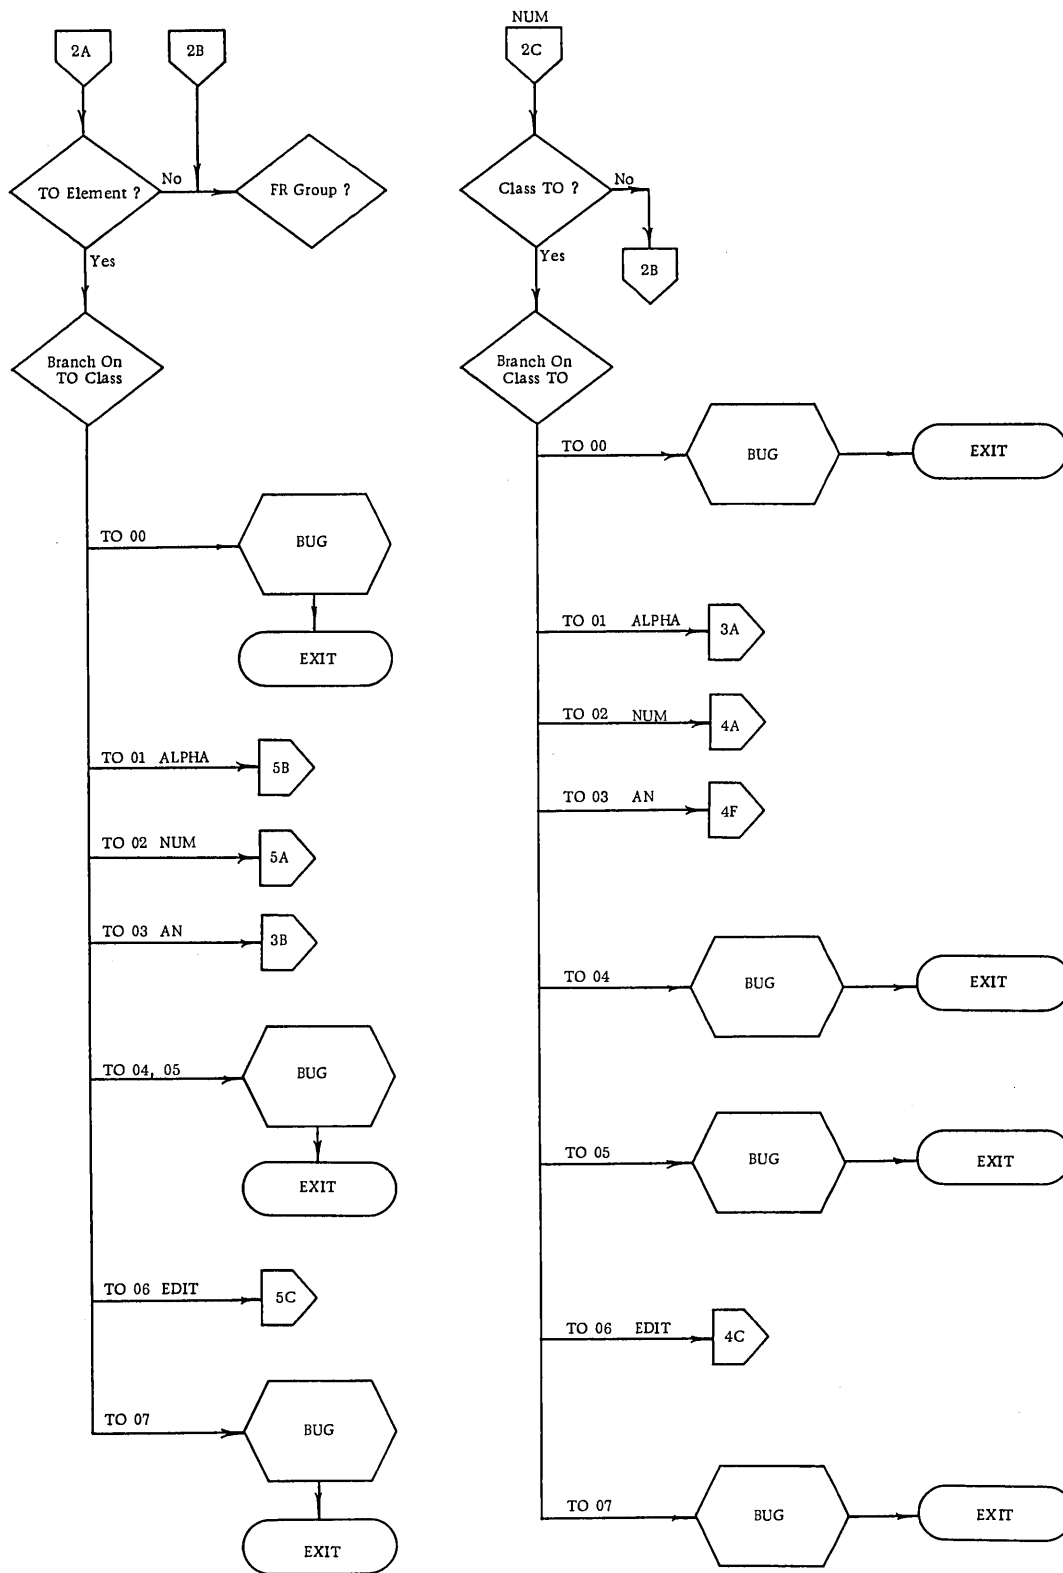 2A
2B
TO Element ?
No
FR Group ?
Yes
Branch On
TO Class
TO 00
BUG
EXIT
TO 01 ALPHA
5B
TO 02 NUM
5A
TO 03 AN
3B
TO 04, 05
BUG
EXIT
TO 06 EDIT
5C
TO 07
BUG
EXIT
NUM
2C
Class TO ?
No
2B
Yes
Branch On
Class TO
TO 00
BUG
EXIT
TO 01 ALPHA
3A
TO 02 NUM
4A
TO 03 AN
4F
TO 04
BUG
EXIT
TO 05
BUG
EXIT
TO 06 EDIT
4C
TO 07
BUG
EXIT